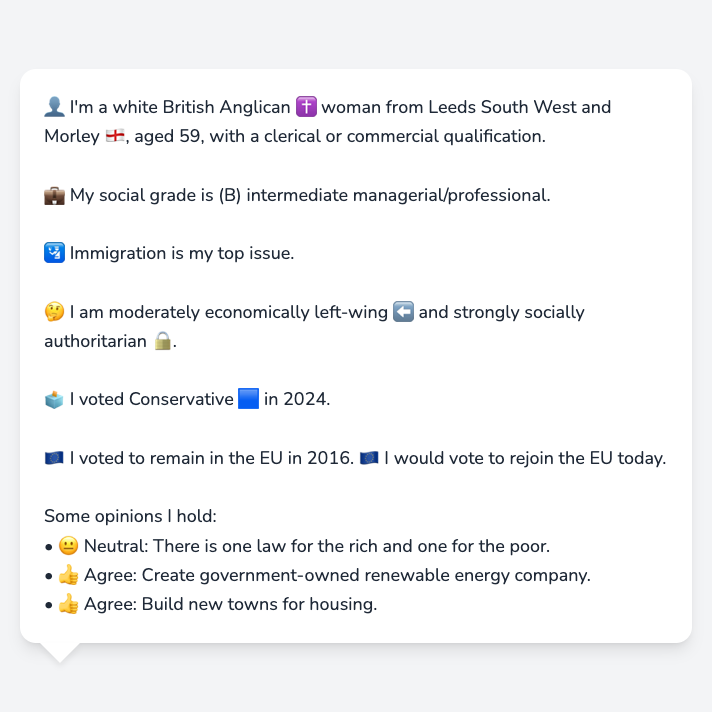 👤 I'm a white British Anglican ✝️ woman from Leeds South West and
Morley 🏴󠁧󠁢󠁥󠁮󠁧󠁿, aged 59, with a clerical or commercial qualification.
💼 My social grade is (B) intermediate managerial/professional.
🛂 Immigration is my top issue.
🤔 I am moderately economically left-wing ⬅️ and strongly socially
authoritarian 🔒.
🗳️ I voted Conservative 🟦 in 2024.
🇪🇺 I voted to remain in the EU in 2016. 🇪🇺 I would vote to rejoin the EU today.
Some opinions I hold:
• 😐 Neutral: There is one law for the rich and one for the poor.
• 👍 Agree: Create government-owned renewable energy company.
• 👍 Agree: Build new towns for housing.